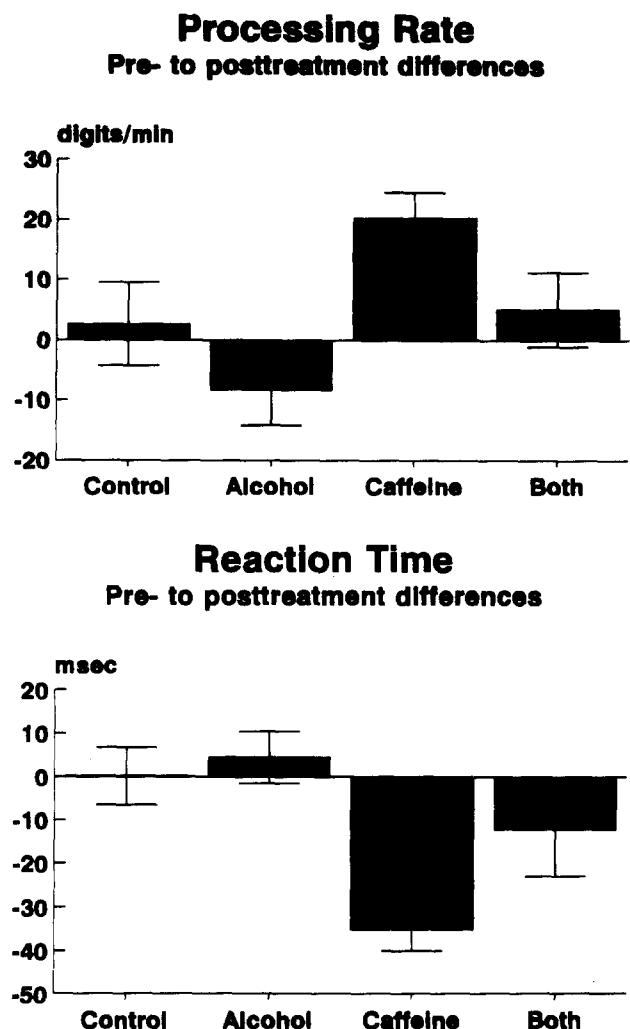 Processing Rate
Pre- to posttreatment differences
digits/min
30
20
10
0
-10
-20
Control Alcohol Caffeine Both
Reaction Time
Pre- to posttreatment differences
msec
20
10
0
-10
-20
-30
-40
-50
Control Alcohol Caffeine Both